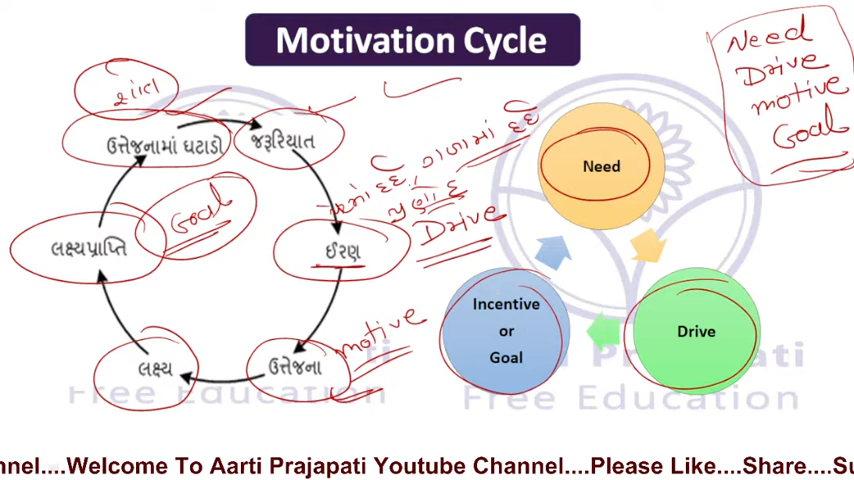 Motivation Cycle
Need
Drive
motive
Goal
શાંત
ઉત્તેજનામાં ઘટાડો
જરૂરિયાત
ઈરણ
Drive
ઉત્તેજના
motive
લક્ષ્ય
લક્ષ્યપ્રાપ્તિ
Goal
Need
Drive
Incentive
or
Goal
Prajapati
Free Education
Free Education
nnel....Welcome To Aarti Prajapati Youtube Channel....Please Like....Share....Su